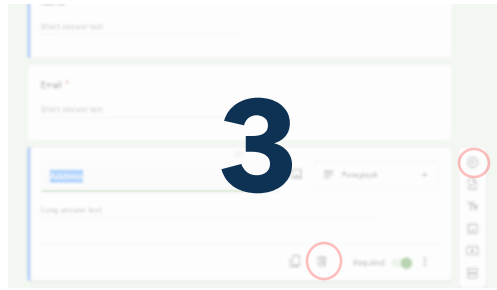 Short answer text
Email *
Short answer text
3
Address
Paragraph
Long answer text
Required